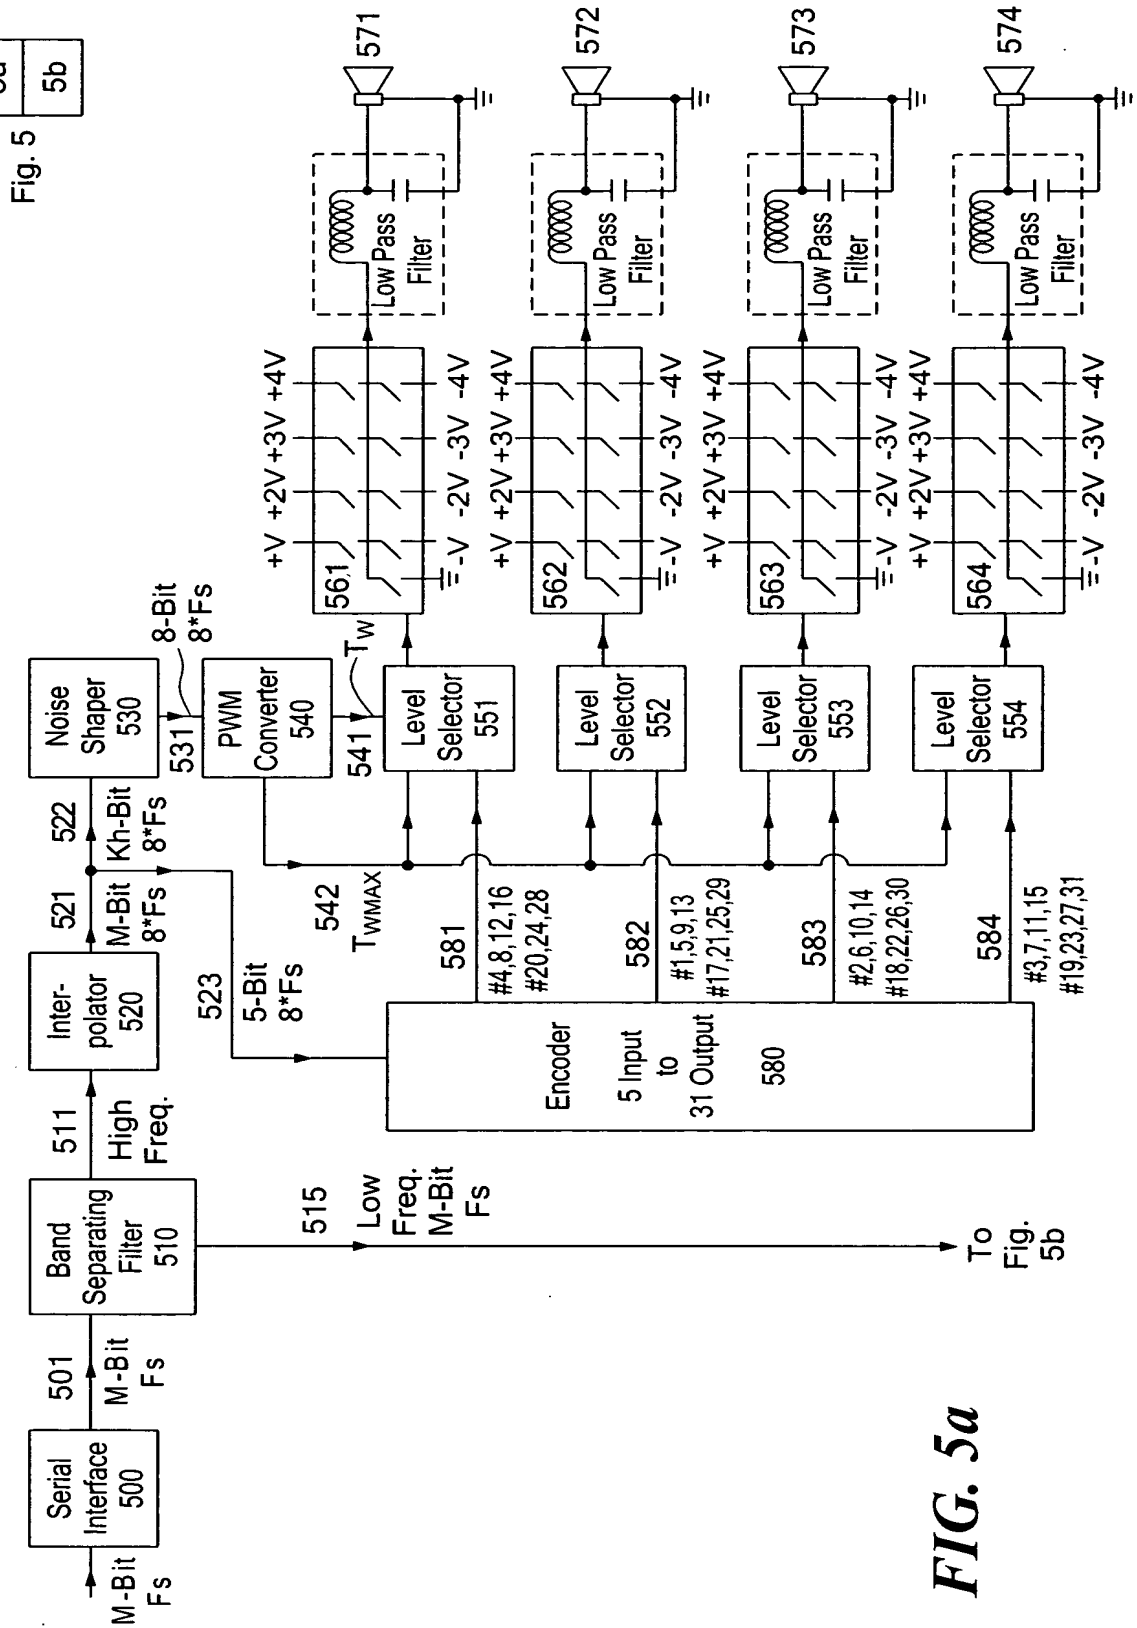 Fig. 5
5b
M-Bit
Fs
Serial
Interface
500
501
M-Bit
Fs
Band
Separating
Filter
510
511
High
Freq.
515
Low
Freq.
M-Bit
Fs
To
Fig.
5b
Inter-
polator
520
521
M-Bit
8*Fs
522
Kh-Bit
8*Fs
523
5-Bit
8*Fs
Noise
Shaper
530
531
8-Bit
8*Fs
PWM
Converter
540
541
TW
542
TWMAX
Encoder
5 Input
to
31 Output
580
581
#4,8,12,16
#20,24,28
582
#1,5,9,13
#17,21,25,29
583
#2,6,10,14
#18,22,26,30
584
#3,7,11,15
#19,23,27,31
Level
Selector
551
Level
Selector
552
Level
Selector
553
Level
Selector
554
+V +2V +3V +4V
561
-V -2V -3V -4V
Low Pass
Filter
571
+V +2V +3V +4V
562
-V -2V -3V -4V
Low Pass
Filter
572
+V +2V +3V +4V
563
-V -2V -3V -4V
Low Pass
Filter
573
+V +2V +3V +4V
564
-V -2V -3V -4V
Low Pass
Filter
574
FIG. 5a